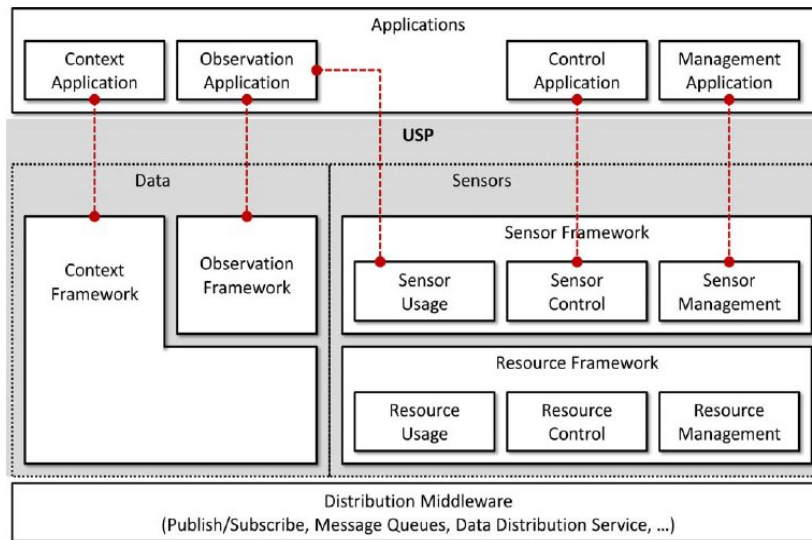 Applications
Context
Application
Observation
Application
Control
Application
Management
Application
USP
Data
Sensors
Context
Framework
Observation
Framework
Sensor Framework
Sensor
Usage
Sensor
Control
Sensor
Management
Resource Framework
Resource
Usage
Resource
Control
Resource
Management
Distribution Middleware
(Publish/Subscribe, Message Queues, Data Distribution Service, ...)